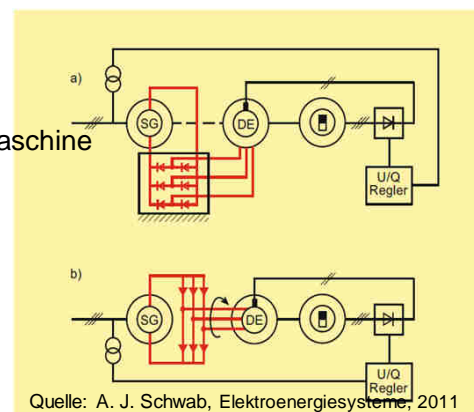 a)
aschine
SG
DE
U/Q
Regler
b)
SG
DE
U/Q
Regler
Quelle: A. J. Schwab, Elektroenergiesysteme, 2011